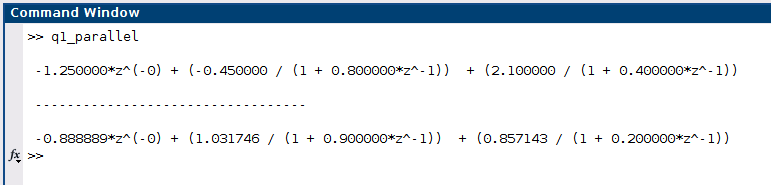 Command Window
>> q1_parallel
-1.250000*z^(-0) + (-0.450000 / (1 + 0.800000*z^-1))  + (2.100000 / (1 + 0.400000*z^-1))
----------------------------------
-0.888889*z^(-0) + (1.031746 / (1 + 0.900000*z^-1))  + (0.857143 / (1 + 0.200000*z^-1))
fx >>